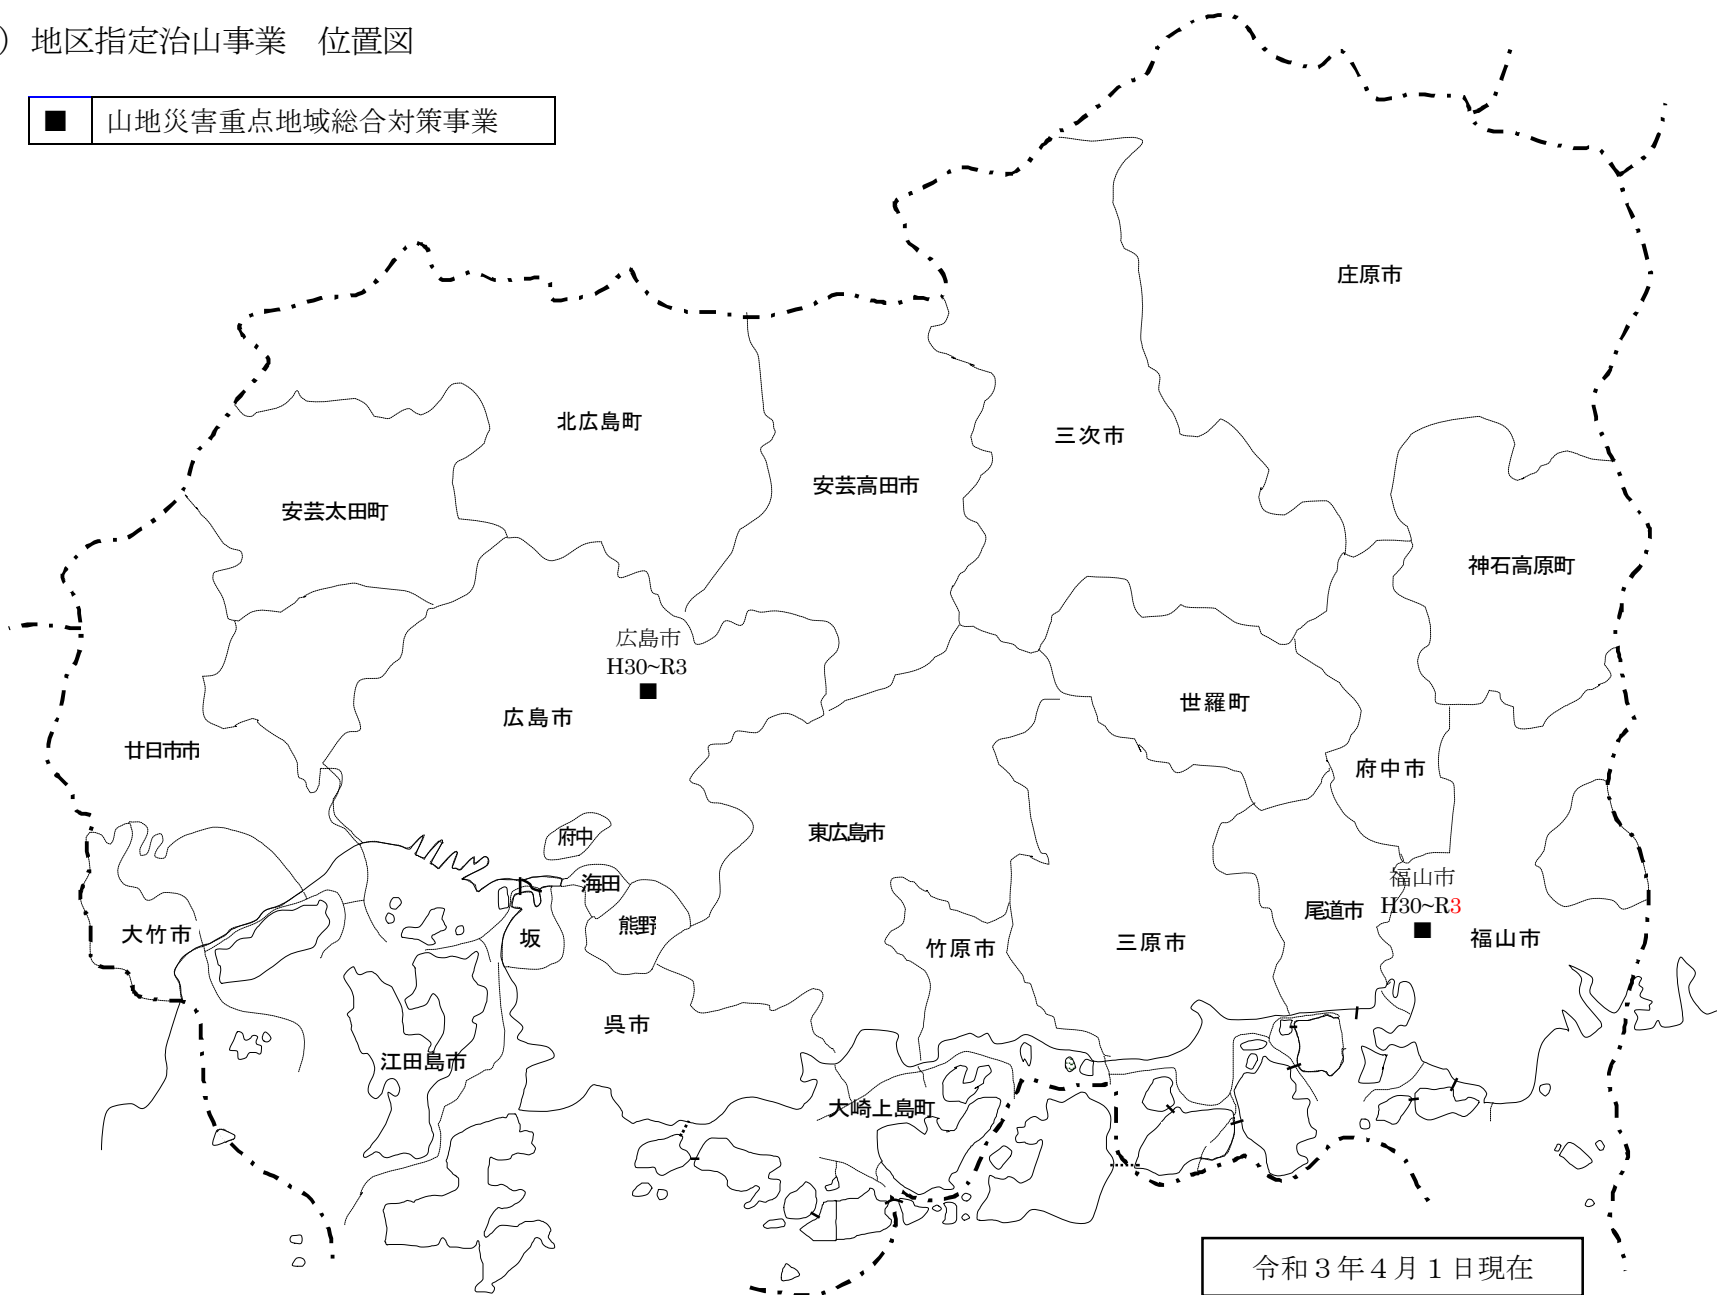 ) 地区指定治山事業　位置図
■ 山地災害重点地域総合対策事業
庄原市
北広島町
三次市
安芸高田市
安芸太田町
神石高原町
広島市
H30~R3
世羅町
広島市
廿日市市
府中市
府中
東広島市
海田
福山市
H30~R3
尾道市
熊野
大竹市
坂
竹原市
三原市
福山市
呉市
江田島市
大崎上島町
令和３年４月１日現在